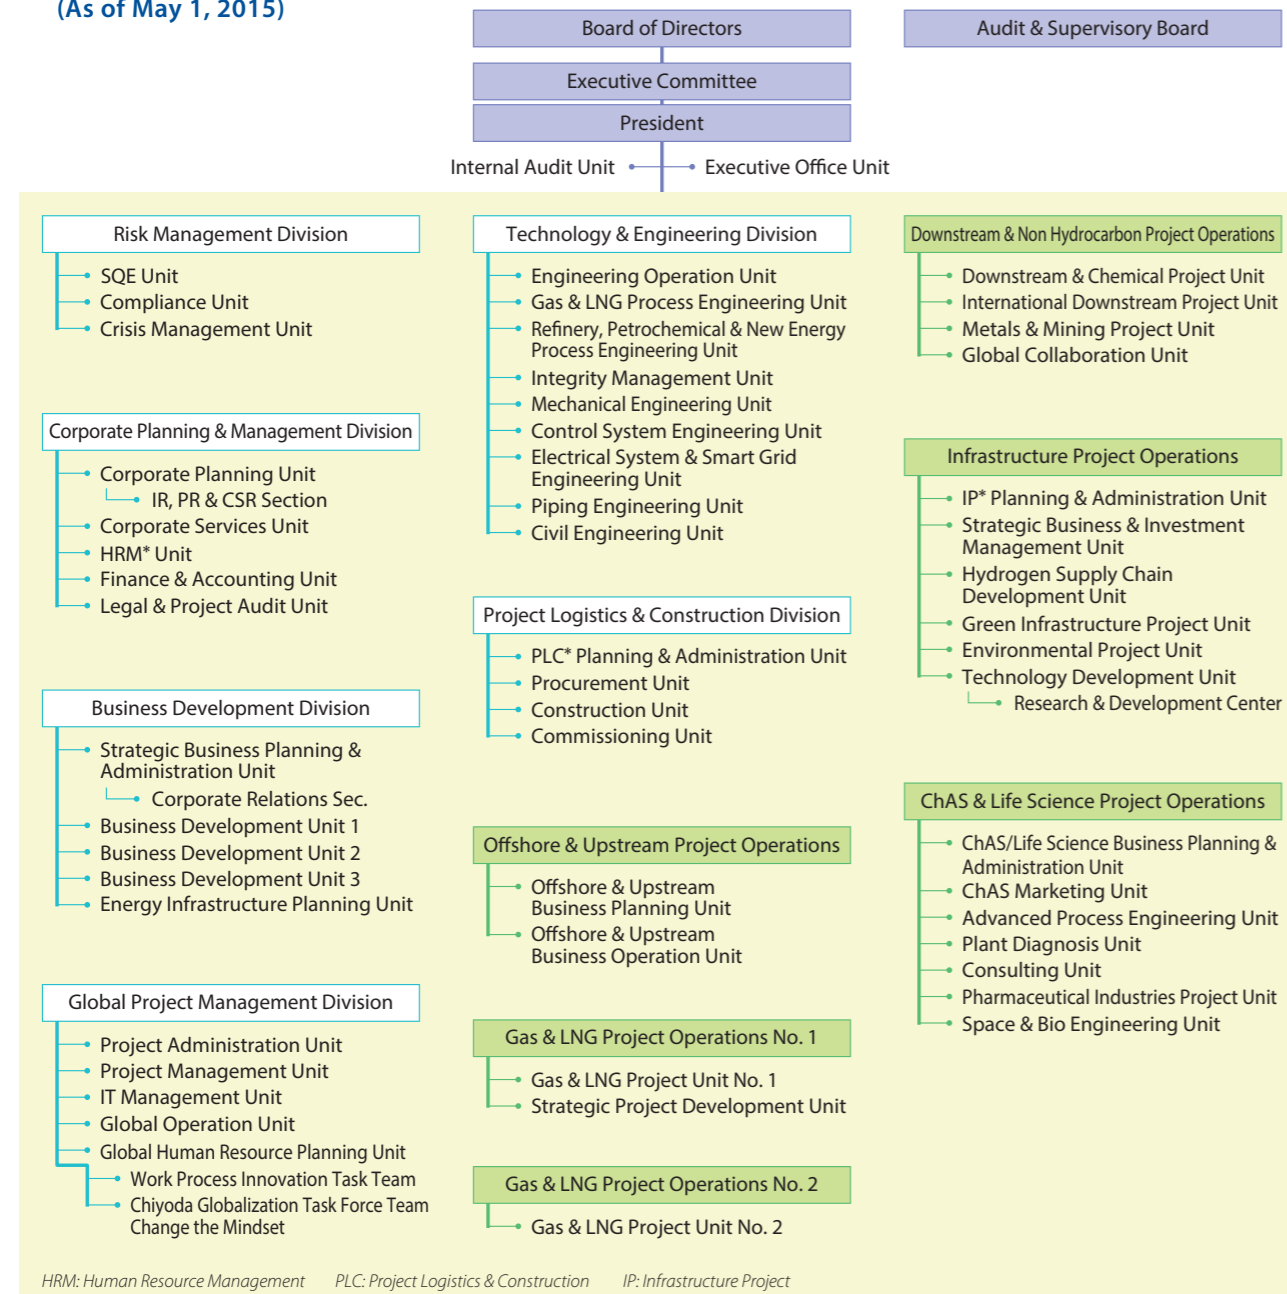 (As of May 1, 2015)
Board of Directors
Audit & Supervisory Board
Executive Committee
President
Internal Audit Unit
Executive Office Unit
Risk Management Division
SQE Unit
Compliance Unit
Crisis Management Unit
Corporate Planning & Management Division
Corporate Planning Unit
IR, PR & CSR Section
Corporate Services Unit
HRM* Unit
Finance & Accounting Unit
Legal & Project Audit Unit
Business Development Division
Strategic Business Planning &
Administration Unit
Corporate Relations Sec.
Business Development Unit 1
Business Development Unit 2
Business Development Unit 3
Energy Infrastructure Planning Unit
Global Project Management Division
Project Administration Unit
Project Management Unit
IT Management Unit
Global Operation Unit
Global Human Resource Planning Unit
Work Process Innovation Task Team
Chiyoda Globalization Task Force Team
Change the Mindset
Technology & Engineering Division
Engineering Operation Unit
Gas & LNG Process Engineering Unit
Refinery, Petrochemical & New Energy
Process Engineering Unit
Integrity Management Unit
Mechanical Engineering Unit
Control System Engineering Unit
Electrical System & Smart Grid
Engineering Unit
Piping Engineering Unit
Civil Engineering Unit
Project Logistics & Construction Division
PLC* Planning & Administration Unit
Procurement Unit
Construction Unit
Commissioning Unit
Offshore & Upstream Project Operations
Offshore & Upstream
Business Planning Unit
Offshore & Upstream
Business Operation Unit
Gas & LNG Project Operations No. 1
Gas & LNG Project Unit No. 1
Strategic Project Development Unit
Gas & LNG Project Operations No. 2
Gas & LNG Project Unit No. 2
Downstream & Non Hydrocarbon Project Operations
Downstream & Chemical Project Unit
International Downstream Project Unit
Metals & Mining Project Unit
Global Collaboration Unit
Infrastructure Project Operations
IP* Planning & Administration Unit
Strategic Business & Investment
Management Unit
Hydrogen Supply Chain
Development Unit
Green Infrastructure Project Unit
Environmental Project Unit
Technology Development Unit
Research & Development Center
ChAS & Life Science Project Operations
ChAS/Life Science Business Planning &
Administration Unit
ChAS Marketing Unit
Advanced Process Engineering Unit
Plant Diagnosis Unit
Consulting Unit
Pharmaceutical Industries Project Unit
Space & Bio Engineering Unit
HRM: Human Resource Management PLC: Project Logistics & Construction IP: Infrastructure Project